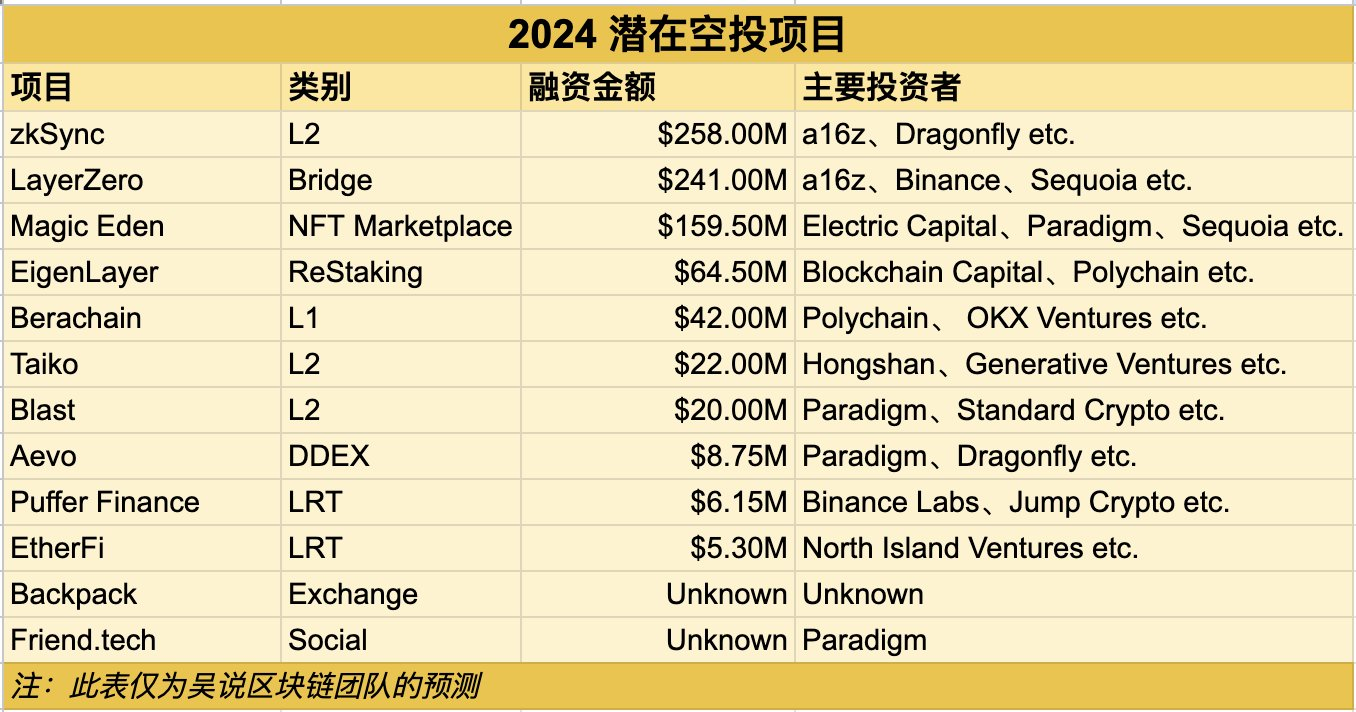 2024 潜在空投项目
项目 类别 融资金额 主要投资者
zkSync L2 $258.00M a16z、Dragonfly etc.
LayerZero Bridge $241.00M a16z、Binance、Sequoia etc.
Magic Eden NFT Marketplace $159.50M Electric Capital、Paradigm、Sequoia etc.
EigenLayer ReStaking $64.50M Blockchain Capital、Polychain etc.
Berachain L1 $42.00M Polychain、 OKX Ventures etc.
Taiko L2 $22.00M Hongshan、Generative Ventures etc.
Blast L2 $20.00M Paradigm、Standard Crypto etc.
Aevo DDEX $8.75M Paradigm、Dragonfly etc.
Puffer Finance LRT $6.15M Binance Labs、Jump Crypto etc.
EtherFi LRT $5.30M North Island Ventures etc.
Backpack Exchange Unknown Unknown
Friend.tech Social Unknown Paradigm
注：此表仅为吴说区块链团队的预测